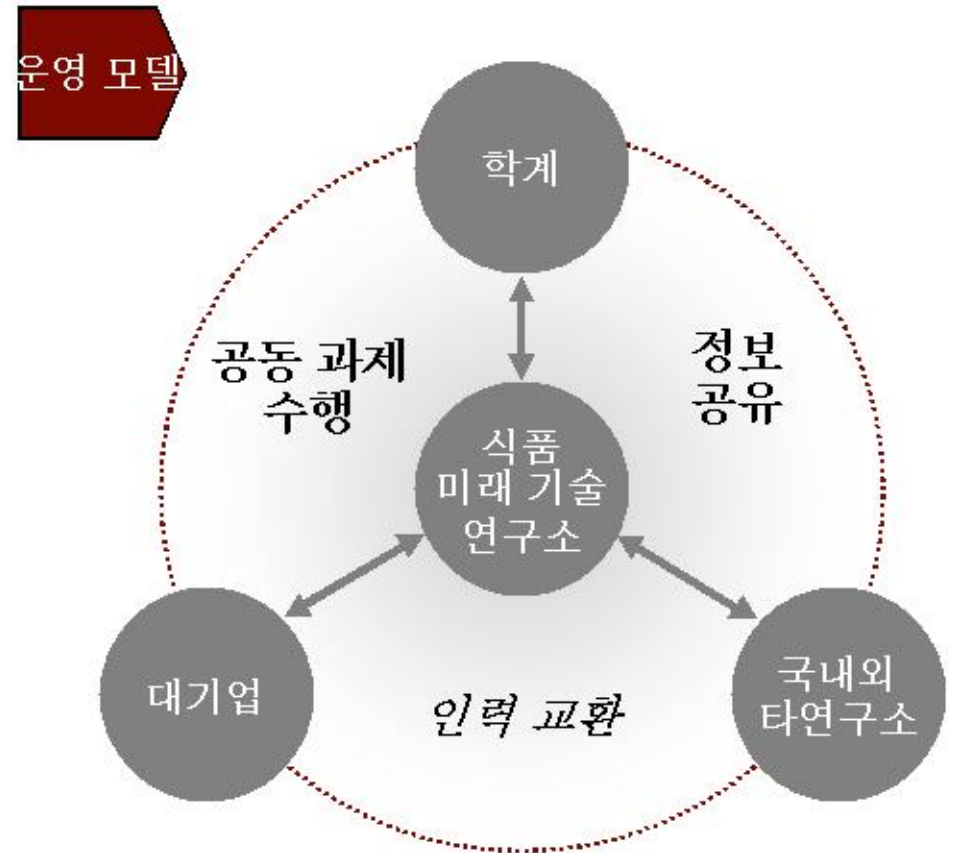 운영 모델
학계
공동 과제
수행
정보
공유
식품
미래 기술
연구소
대기업
인력 교환
국내외
타연구소